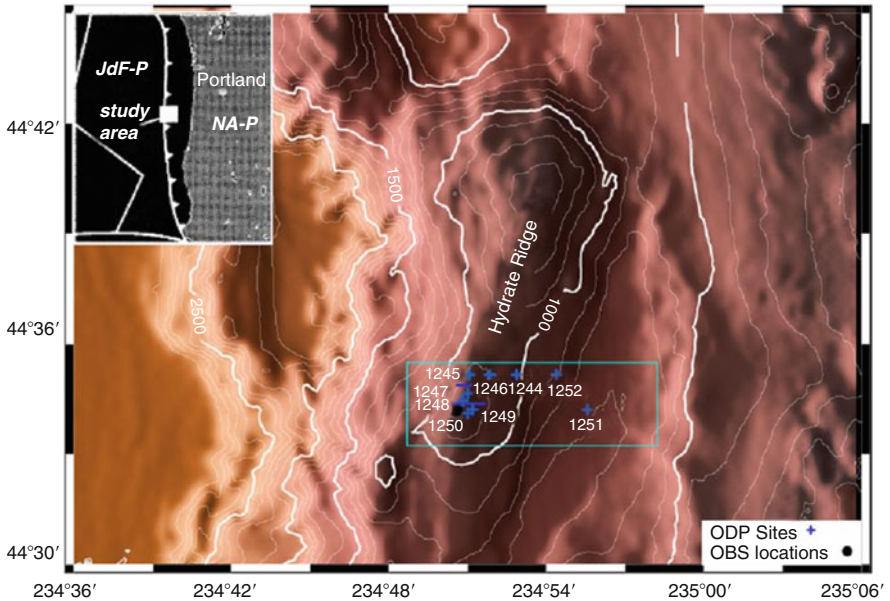 JdF-P
Portland
study
area
NA-P
44°42′
44°36′
44°30′
1500
2500
Hydrate Ridge
1000
1245
1247
1246 1244
1252
1248
1249
1250
1251
ODP Sites
OBS locations
234°36′
234°42′
234°48′
234°54′
235°00′
235°06′